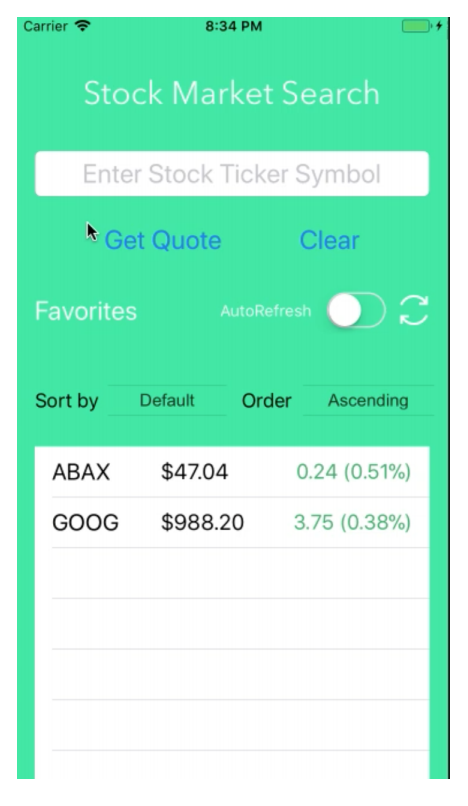 Carrier 8:34 PM
Stock Market Search
Enter Stock Ticker Symbol
Get Quote Clear
Favorites AutoRefresh
Sort by Default Order Ascending
ABAX $47.04 0.24 (0.51%)
GOOG $988.20 3.75 (0.38%)